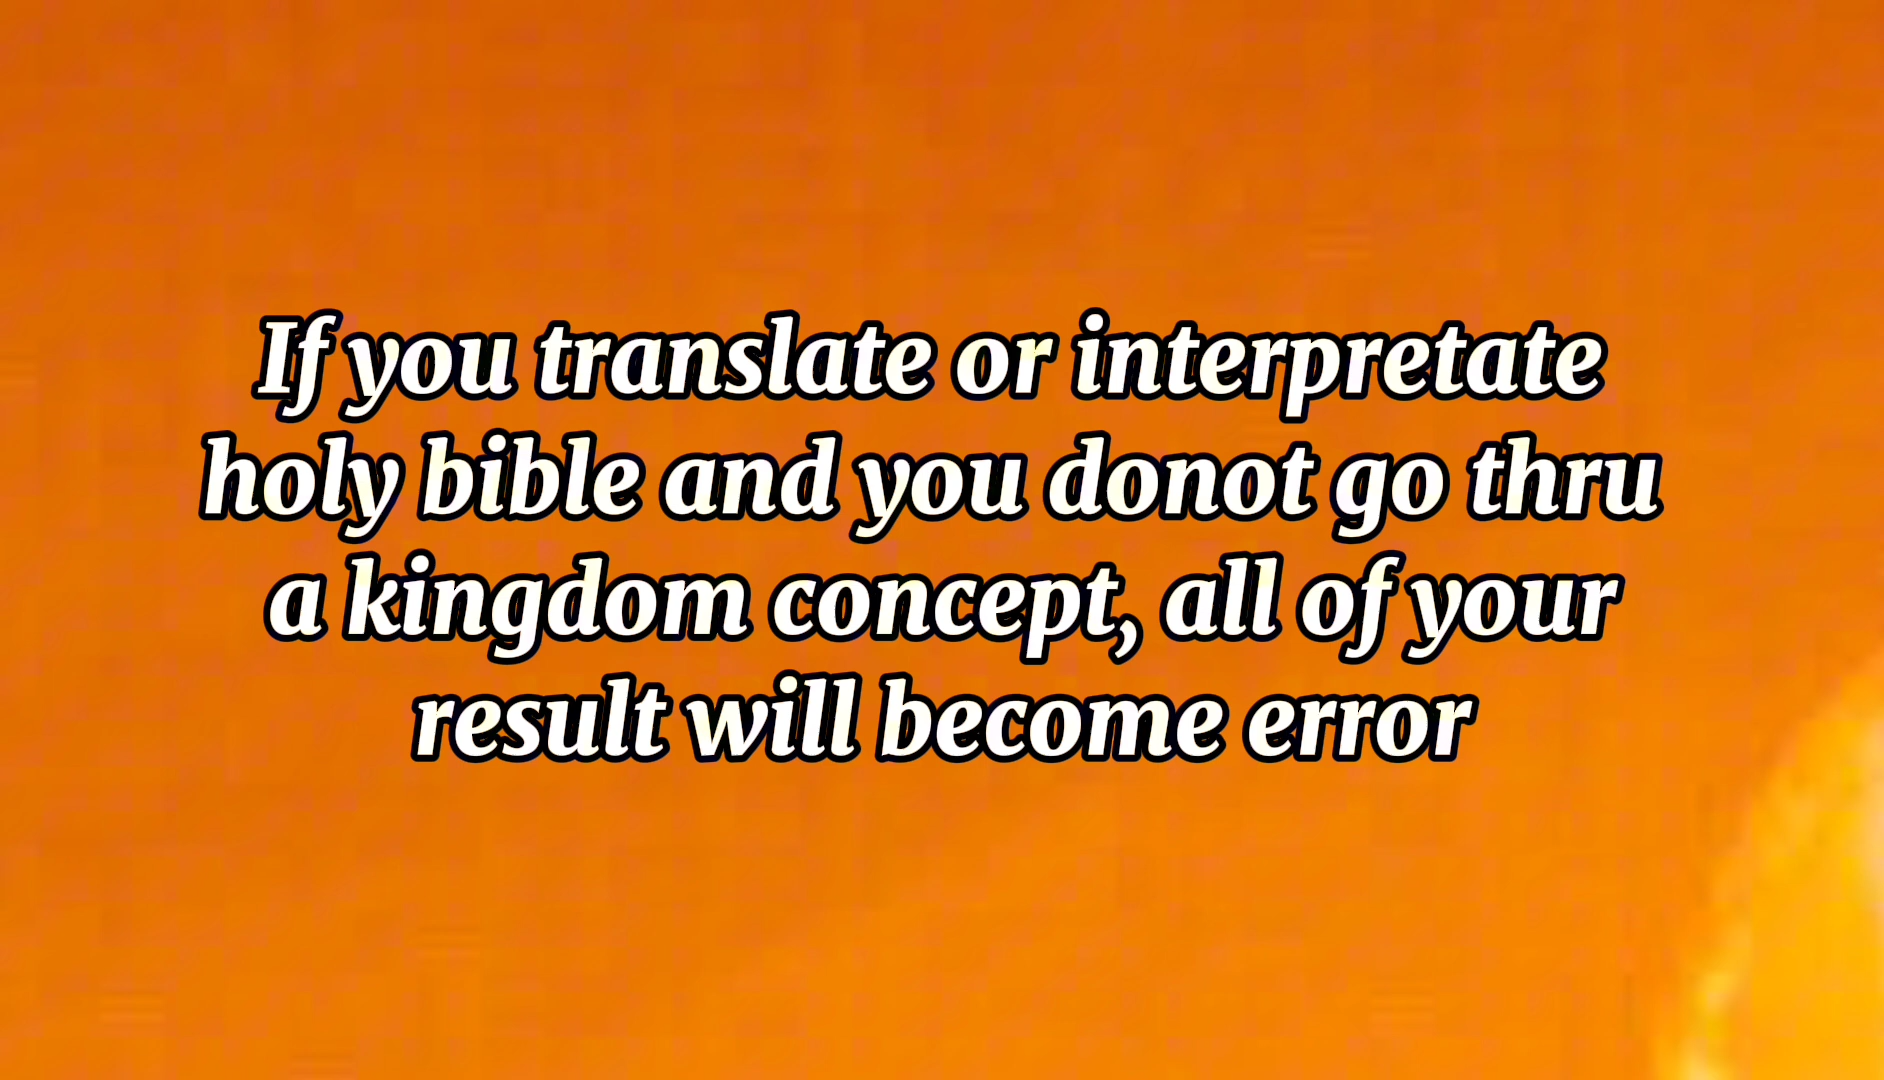 If you translate or interpretate
holy bible and you donot go thru
a kingdom concept, all of your
result will become error